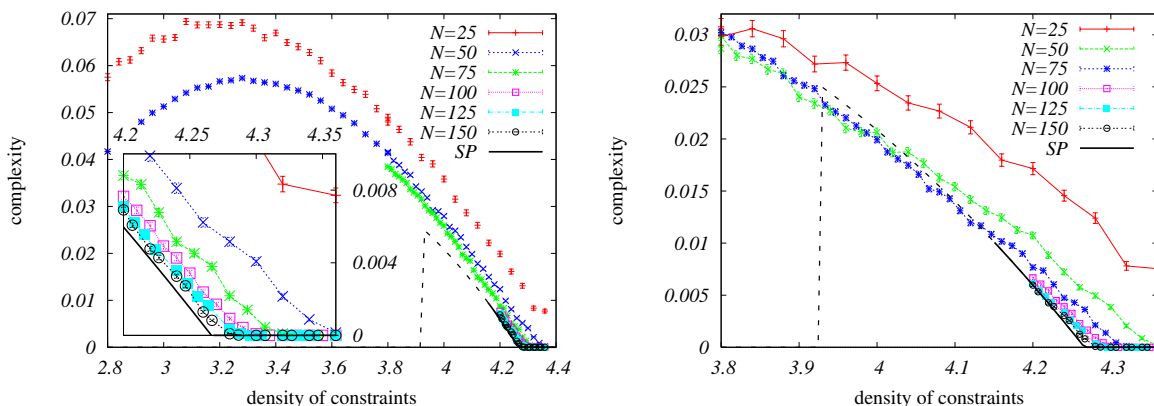 0.07
0.06
0.05
0.04
0.03
0.02
0.01
0
complexity
2.8 3 3.2 3.4 3.6 3.8 4 4.2 4.4
density of constraints
N=25
N=50
N=75
N=100
N=125
N=150
SP
4.2 4.25 4.3 4.35
0.008
0.004
0
0.03
0.025
0.02
0.015
0.01
0.005
0
complexity
3.8 3.9 4 4.1 4.2 4.3
density of constraints
N=25
N=50
N=75
N=100
N=125
N=150
SP